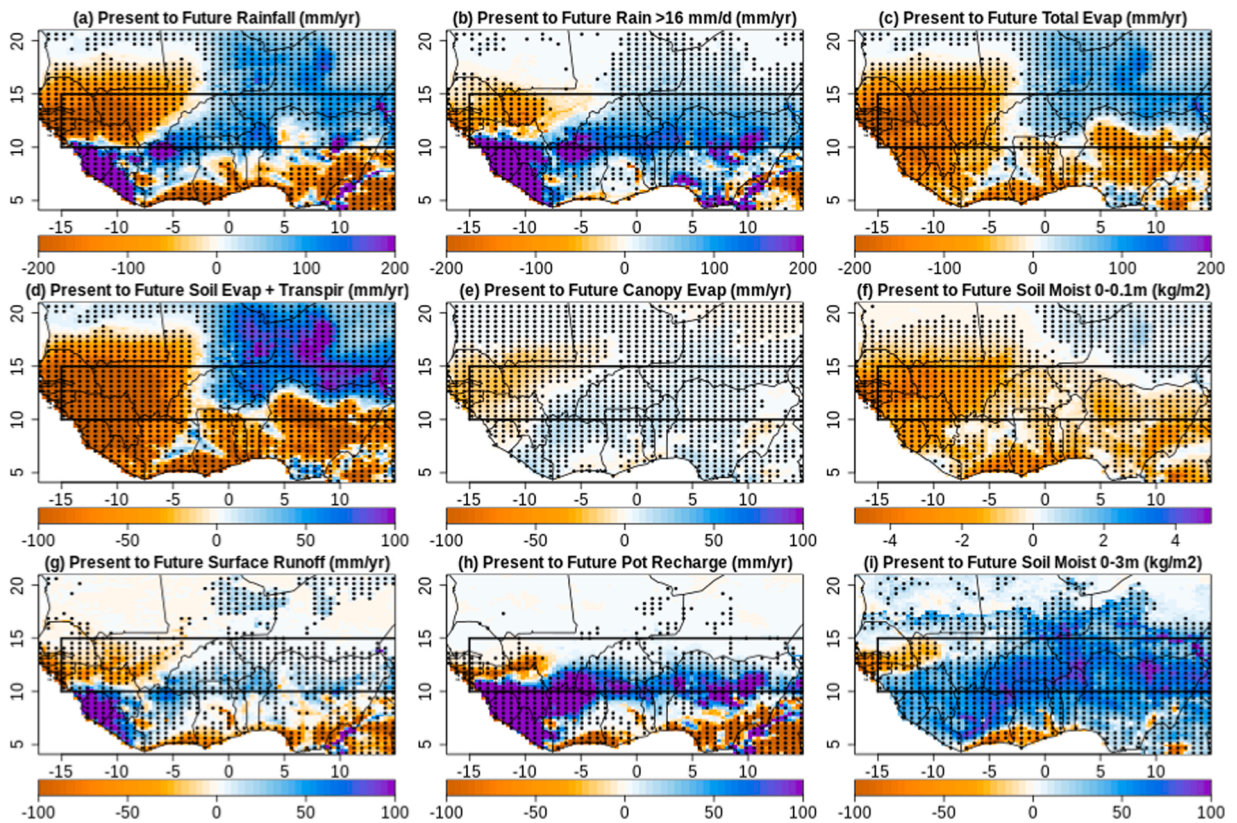 (a) Present to Future Rainfall (mm/yr)
(b) Present to Future Rain >16 mm/d (mm/yr)
(c) Present to Future Total Evap (mm/yr)
20
15
10
5
-15 -10 -5 0 5 10
-200 -100 0 100 200
20
15
10
5
-15 -10 -5 0 5 10
-200 -100 0 100 200
20
15
10
5
-15 -10 -5 0 5 10
-200 -100 0 100 200
(d) Present to Future Soil Evap + Transpir (mm/yr)
(e) Present to Future Canopy Evap (mm/yr)
(f) Present to Future Soil Moist 0-0.1m (kg/m2)
20
15
10
5
-15 -10 -5 0 5 10
-100 -50 0 50 100
20
15
10
5
-15 -10 -5 0 5 10
-100 -50 0 50 100
20
15
10
5
-15 -10 -5 0 5 10
-4 -2 0 2 4
(g) Present to Future Surface Runoff (mm/yr)
(h) Present to Future Pot Recharge (mm/yr)
(i) Present to Future Soil Moist 0-3m (kg/m2)
20
15
10
5
-15 -10 -5 0 5 10
-100 -50 0 50 100
20
15
10
5
-15 -10 -5 0 5 10
-100 -50 0 50 100
20
15
10
5
-15 -10 -5 0 5 10
-100 -50 0 50 100